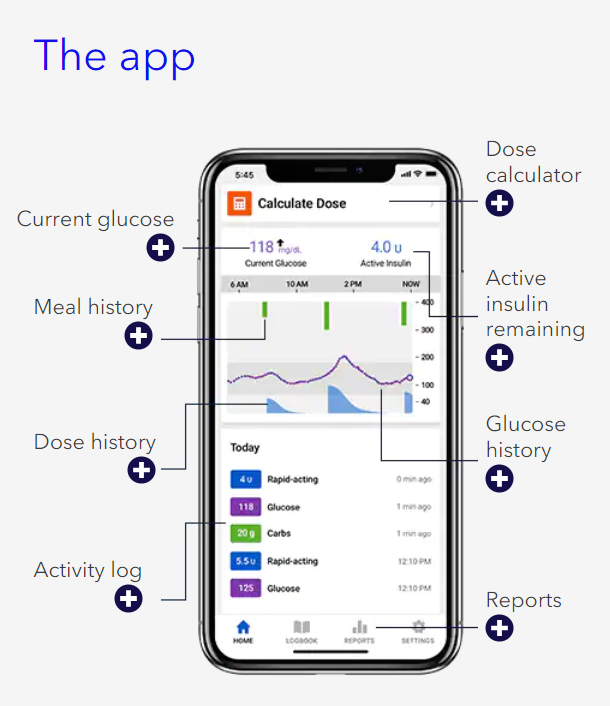 The app
Dose
calculator
Current glucose
Meal history
Active
insulin
remaining
Dose history
Glucose
history
Activity log
Reports
5:45
Calculate Dose
118 mg/dL
Current Glucose
4.0 u
Active Insulin
6 AM 10 AM 2 PM NOW
400
300
200
100
40
Today
4 u Rapid-acting 0 min ago
118 Glucose 1 min ago
20 g Carbs 1 min ago
5.5 u Rapid-acting 12:10 PM
125 Glucose 12:10 PM
HOME LOGBOOK REPORTS SETTINGS